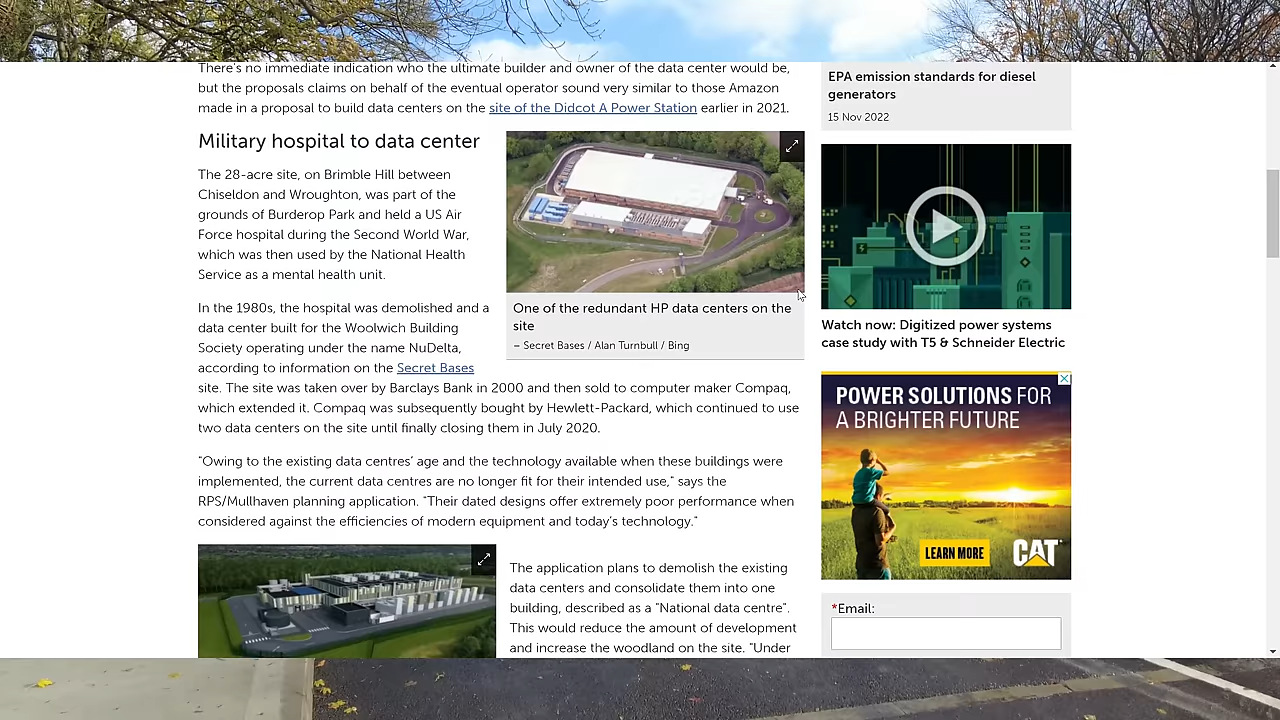 There's no immediate indication who the ultimate builder and owner of the data center would be,
but the proposals claims on behalf of the eventual operator sound very similar to those Amazon
made in a proposal to build data centers on the site of the Didcot A Power Station earlier in 2021.
Military hospital to data center
The 28-acre site, on Brimble Hill between
Chiseldon and Wroughton, was part of the
grounds of Burderop Park and held a US Air
Force hospital during the Second World War,
which was then used by the National Health
Service as a mental health unit.
In the 1980s, the hospital was demolished and a
data center built for the Woolwich Building
Society operating under the name NuDelta,
according to information on the Secret Bases
site. The site was taken over by Barclays Bank in 2000 and then sold to computer maker Compaq,
which extended it. Compaq was subsequently bought by Hewlett-Packard, which continued to use
two data centers on the site until finally closing them in July 2020.
One of the redundant HP data centers on the
site
– Secret Bases / Alan Turnbull / Bing
"Owing to the existing data centres' age and the technology available when these buildings were
implemented, the current data centres are no longer fit for their intended use," says the
RPS/Mullhaven planning application. "Their dated designs offer extremely poor performance when
considered against the efficiencies of modern equipment and today's technology."
The application plans to demolish the existing
data centers and consolidate them into one
building, described as a "National data centre".
This would reduce the amount of development
and increase the woodland on the site. "Under
EPA emission standards for diesel
generators
15 Nov 2022
Watch now: Digitized power systems
case study with T5 & Schneider Electric
POWER SOLUTIONS FOR
A BRIGHTER FUTURE
LEARN MORE
CAT
*Email: